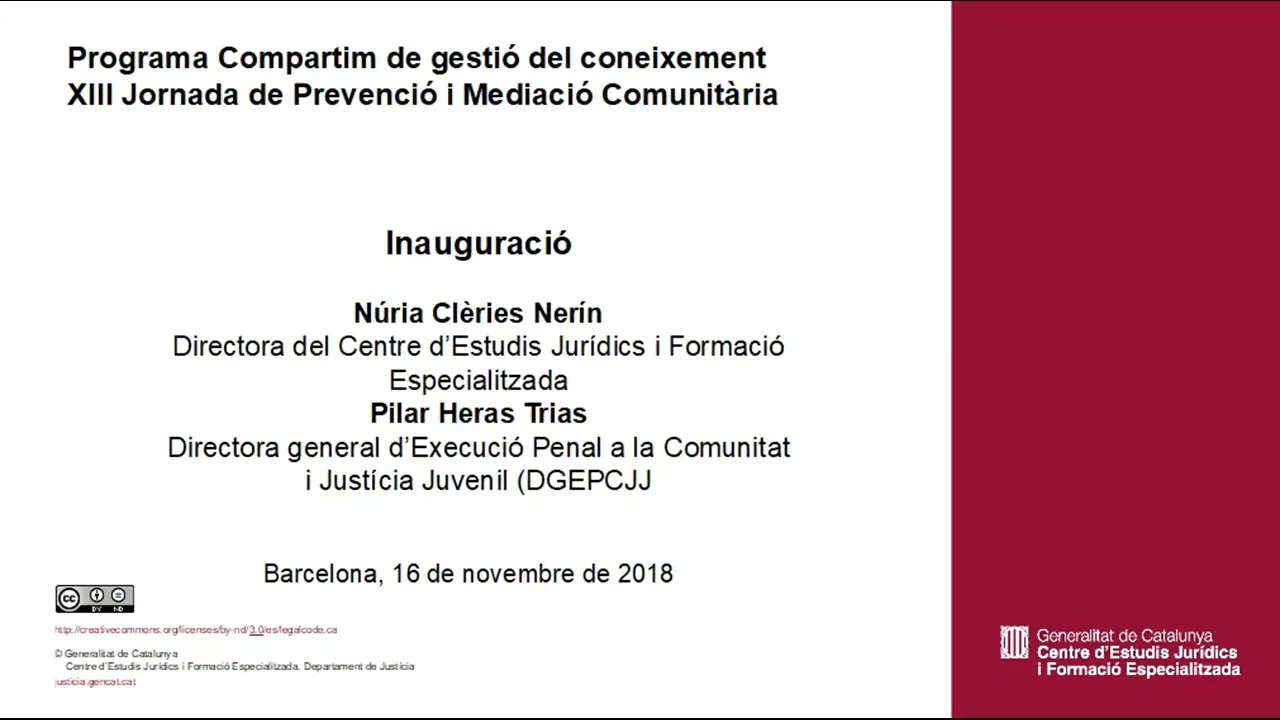 Programa Compartim de gestió del coneixement
XIII Jornada de Prevenció i Mediació Comunitària
Inauguració
Núria Clèries Nerín
Directora del Centre d’Estudis Jurídics i Formació
Especialitzada
Pilar Heras Trias
Directora general d’Execució Penal a la Comunitat
i Justícia Juvenil (DGEPCJJ
Barcelona, 16 de novembre de 2018
cc BY ND
http://creativecommons.org/licenses/by-nd/3.0/es/legalcode.ca
© Generalitat de Catalunya
Centre d’Estudis Jurídics i Formació Especialitzada. Departament de Justícia
justicia.gencat.cat
Generalitat de Catalunya
Centre d’Estudis Jurídics
i Formació Especialitzada